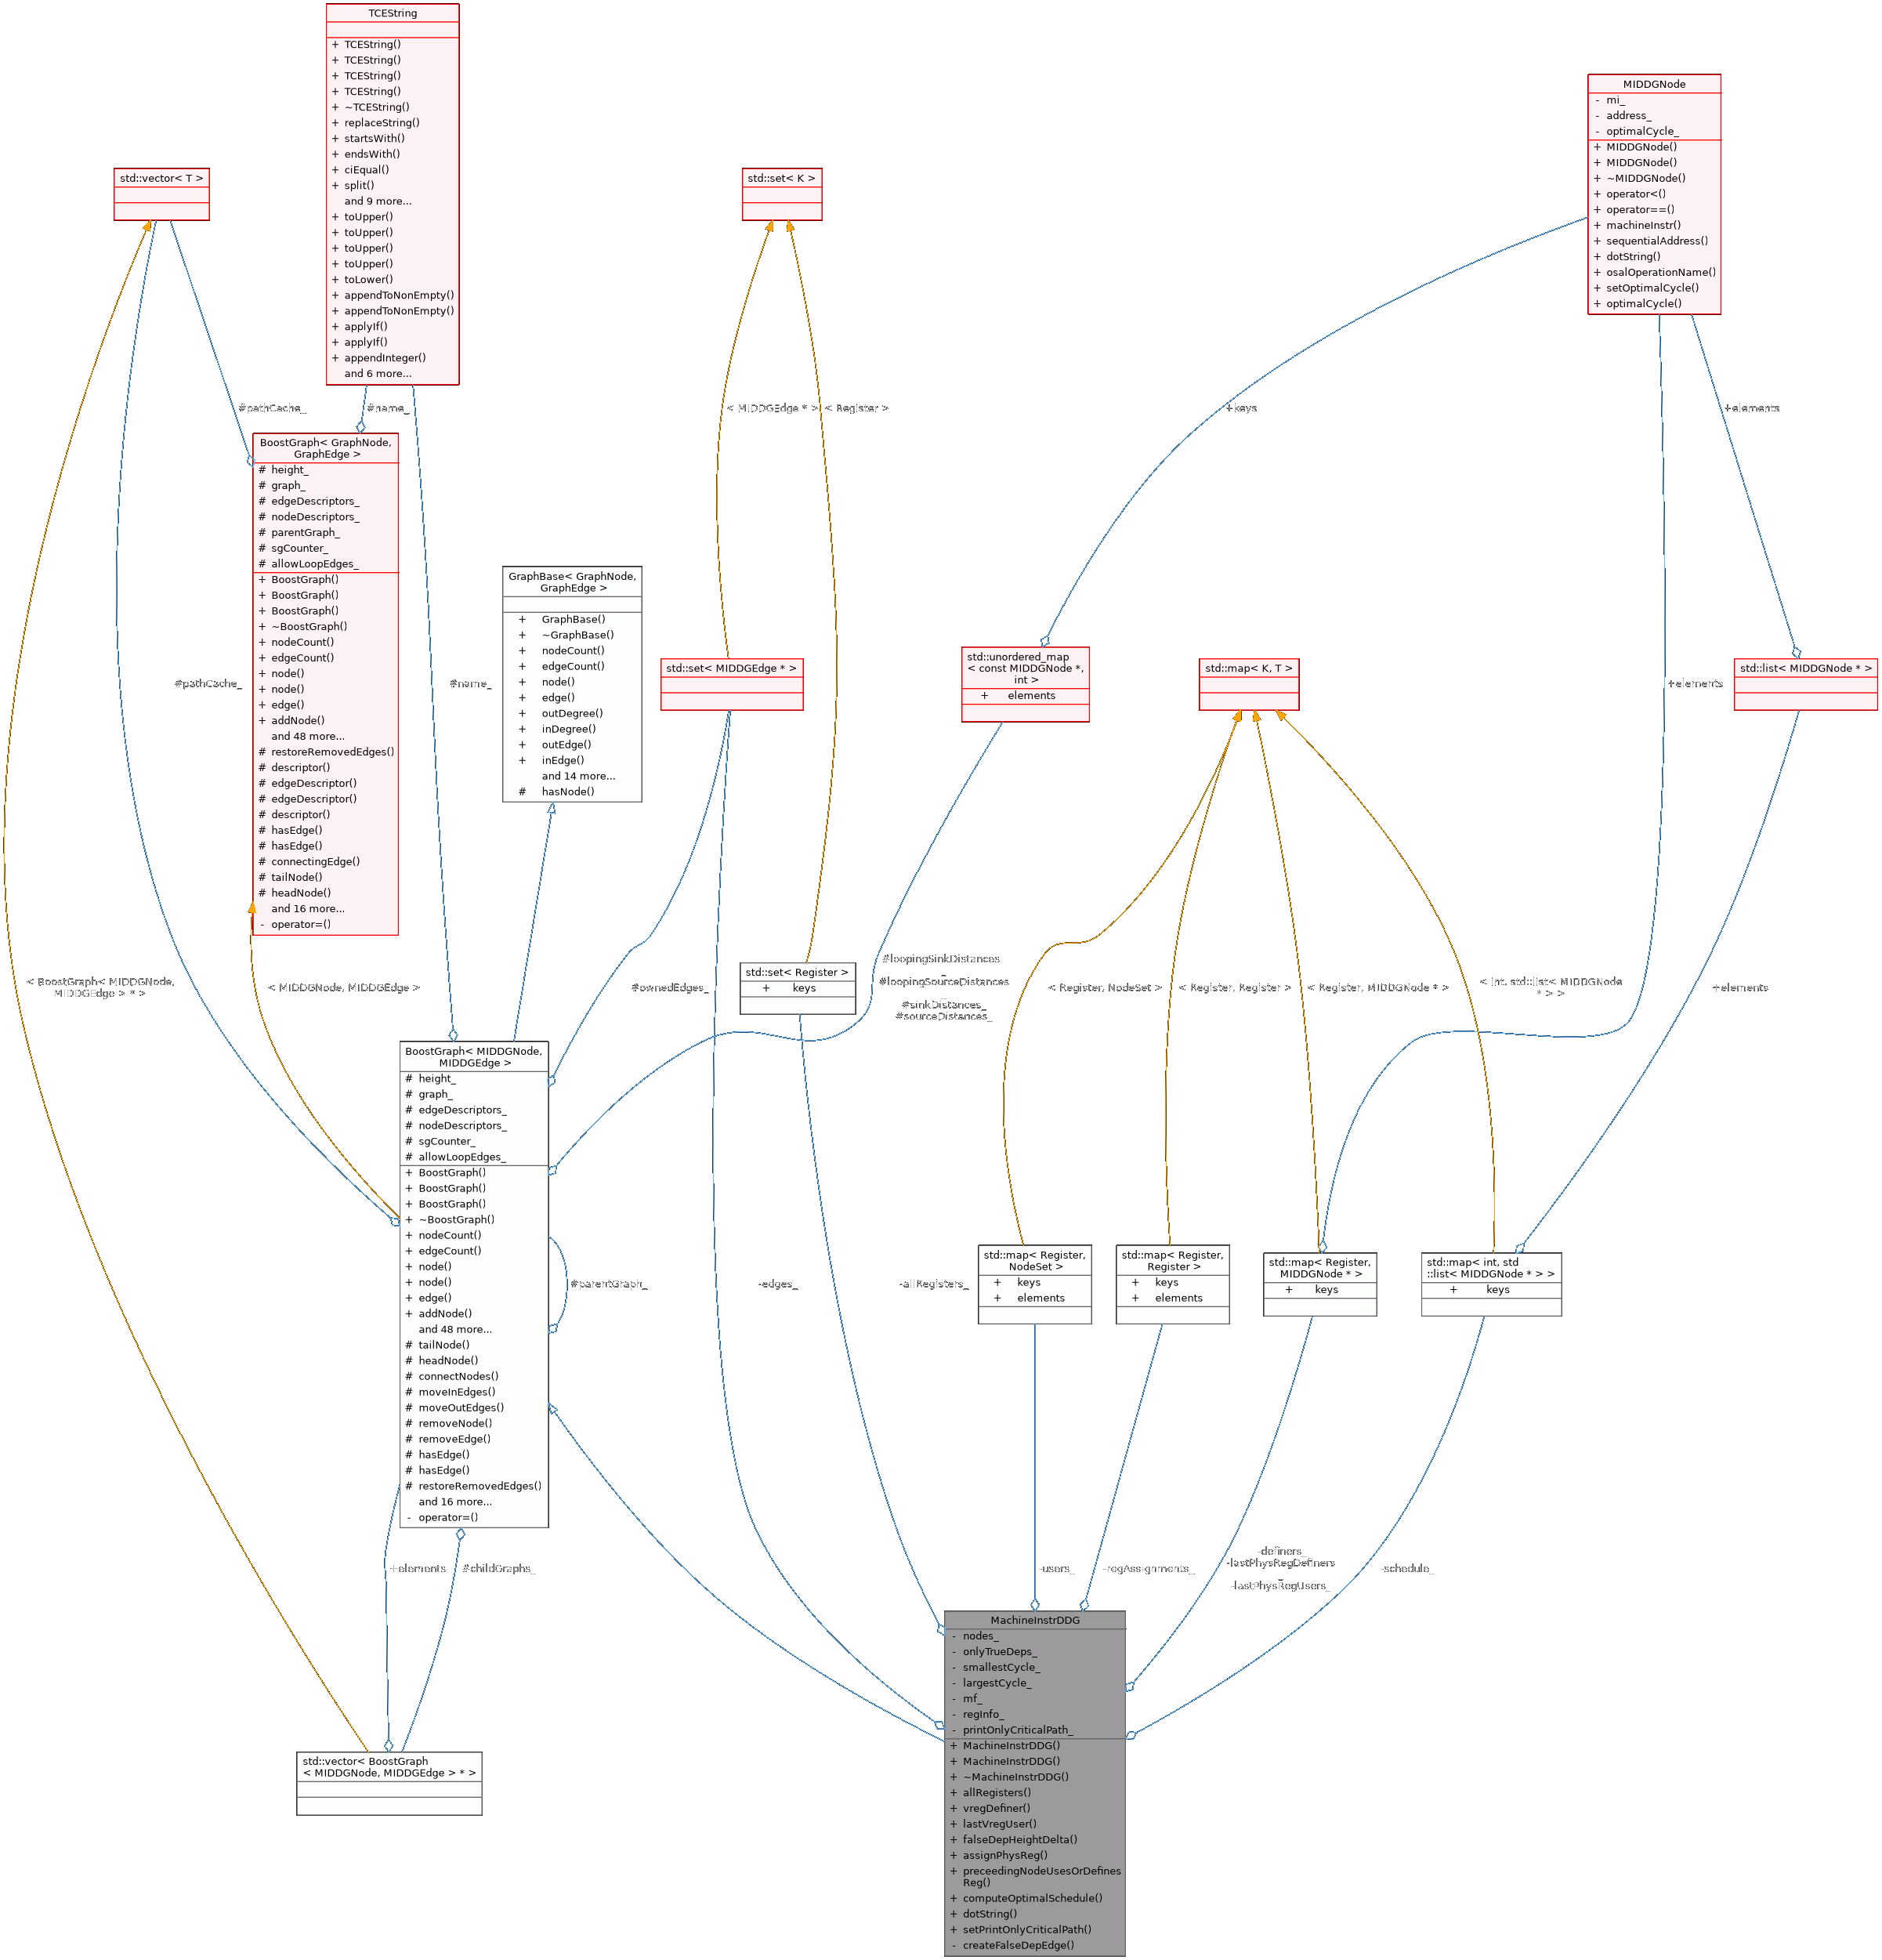 TCEString
+ TCEString()
+ TCEString()
+ TCEString()
+ TCEString()
+ ~TCEString()
+ replaceString()
+ startsWith()
+ endsWith()
+ ciEqual()
+ split()
and 9 more...
+ toUpper()
+ toUpper()
+ toUpper()
+ toUpper()
+ toLower()
+ appendToNonEmpty()
+ appendToNonEmpty()
+ applyIf()
+ applyIf()
+ appendInteger()
and 6 more...
MIDDGNode
- mi_
- address_
- optimalCycle_
+ MIDDGNode()
+ MIDDGNode()
+ ~MIDDGNode()
+ operator<()
+ operator==()
+ machineInstr()
+ sequentialAddress()
+ dotString()
+ osalOperationName()
+ setOptimalCycle()
+ optimalCycle()
std::vector< T >
std::set< K >
#pathCache_
#name_
< MIDDGEdge * >
< Register >
+keys
+elements
BoostGraph< GraphNode,
GraphEdge >
# height_
# graph_
# edgeDescriptors_
# nodeDescriptors_
# parentGraph_
# sgCounter_
# allowLoopEdges_
+ BoostGraph()
+ BoostGraph()
+ BoostGraph()
+ ~BoostGraph()
+ nodeCount()
+ edgeCount()
+ node()
+ node()
+ edge()
+ addNode()
and 48 more...
# restoreRemovedEdges()
# descriptor()
# edgeDescriptor()
# edgeDescriptor()
# descriptor()
# hasEdge()
# hasEdge()
# connectingEdge()
# tailNode()
# headNode()
and 16 more...
- operator=()
GraphBase< GraphNode,
GraphEdge >
+ GraphBase()
+ ~GraphBase()
+ nodeCount()
+ edgeCount()
+ node()
+ edge()
+ outDegree()
+ inDegree()
+ outEdge()
+ inEdge()
and 14 more...
# hasNode()
#pathCache_
#name_
std::set< MIDDGEdge * >
std::unordered_map
< const MIDDGNode *,
int >
+ elements
std::map< K, T >
+elements
std::list< MIDDGNode * >
< BoostGraph< MIDDGNode,
MIDDGEdge > * >
< MIDDGNode, MIDDGEdge >
#ownedEdges_
std::set< Register >
+ keys
#loopingSinkDistances
_
#loopingSourceDistances
_
#sinkDistances_
#sourceDistances_
< Register, NodeSet >
< Register, Register >
< Register, MIDDGNode * >
< int, std::list< MIDDGNode
* > >
+elements
BoostGraph< MIDDGNode,
MIDDGEdge >
# height_
# graph_
# edgeDescriptors_
# nodeDescriptors_
# sgCounter_
# allowLoopEdges_
+ BoostGraph()
+ BoostGraph()
+ BoostGraph()
+ ~BoostGraph()
+ nodeCount()
+ edgeCount()
+ node()
+ node()
+ edge()
+ addNode()
and 48 more...
# tailNode()
# headNode()
# connectNodes()
# moveInEdges()
# moveOutEdges()
# removeNode()
# removeEdge()
# hasEdge()
# hasEdge()
# restoreRemovedEdges()
and 16 more...
- operator=()
#parentGraph_
-edges_
-allRegisters_
std::map< Register,
NodeSet >
+ keys
+ elements
std::map< Register,
Register >
+ keys
+ elements
std::map< Register,
MIDDGNode * >
+ keys
std::map< int, std
::list< MIDDGNode * > >
+ keys
+elements
#childGraphs_
-users_
-regAssignments_
-definers_
-lastPhysRegDefiners
_
-lastPhysRegUsers_
-schedule_
std::vector< BoostGraph
< MIDDGNode, MIDDGEdge > * >
MachineInstrDDG
- nodes_
- onlyTrueDeps_
- smallestCycle_
- largestCycle_
- mf_
- regInfo_
- printOnlyCriticalPath_
+ MachineInstrDDG()
+ MachineInstrDDG()
+ ~MachineInstrDDG()
+ allRegisters()
+ vregDefiner()
+ lastVregUser()
+ falseDepHeightDelta()
+ assignPhysReg()
+ preceedingNodeUsesOrDefines
Reg()
+ computeOptimalSchedule()
+ dotString()
+ setPrintOnlyCriticalPath()
- createFalseDepEdge()